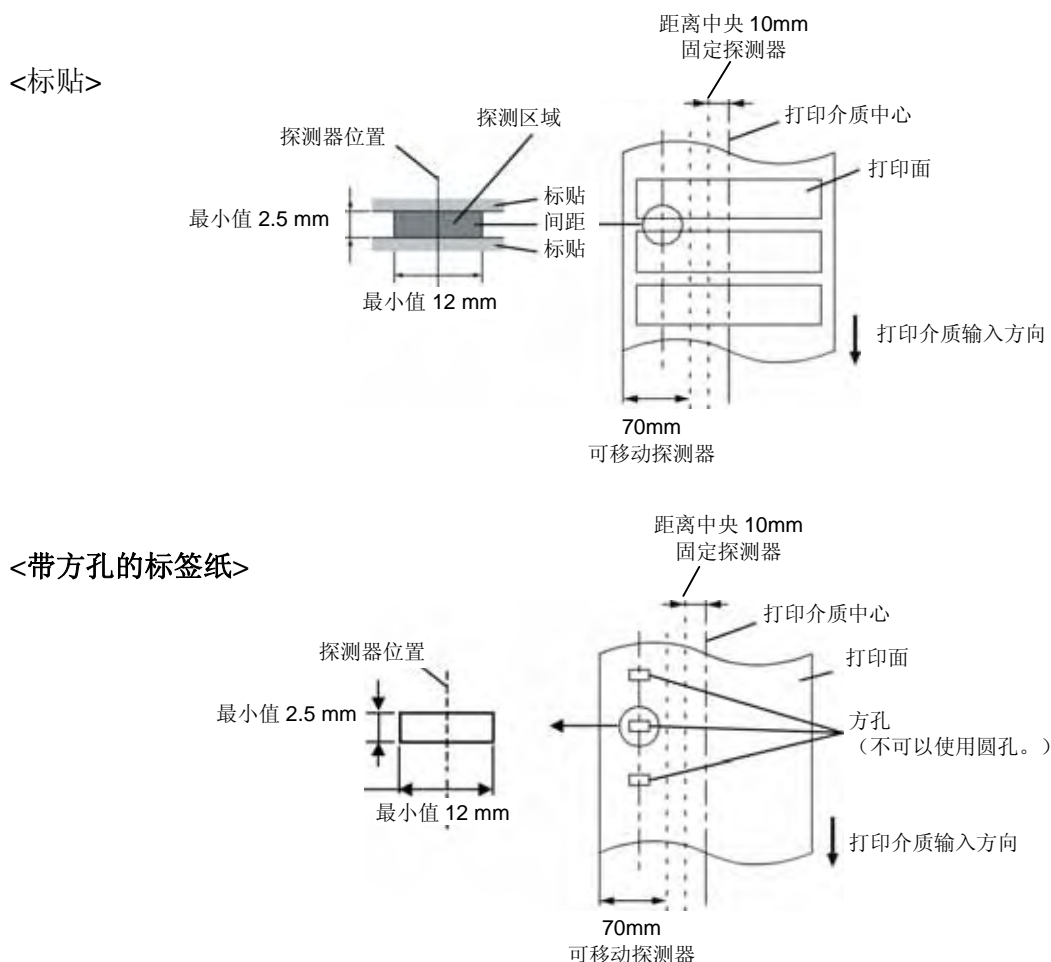 距离中央 10mm
固定探测器
<标贴>
探测区域
打印介质中心
探测器位置
打印面
标贴
最小值 2.5 mm
间距
标贴
最小值 12 mm
打印介质输入方向
70mm
可移动探测器
距离中央 10mm
固定探测器
<带方孔的标签纸>
打印介质中心
探测器位置
打印面
最小值 2.5 mm
方孔
（不可以使用圆孔。）
最小值 12 mm
打印介质输入方向
70mm
可移动探测器